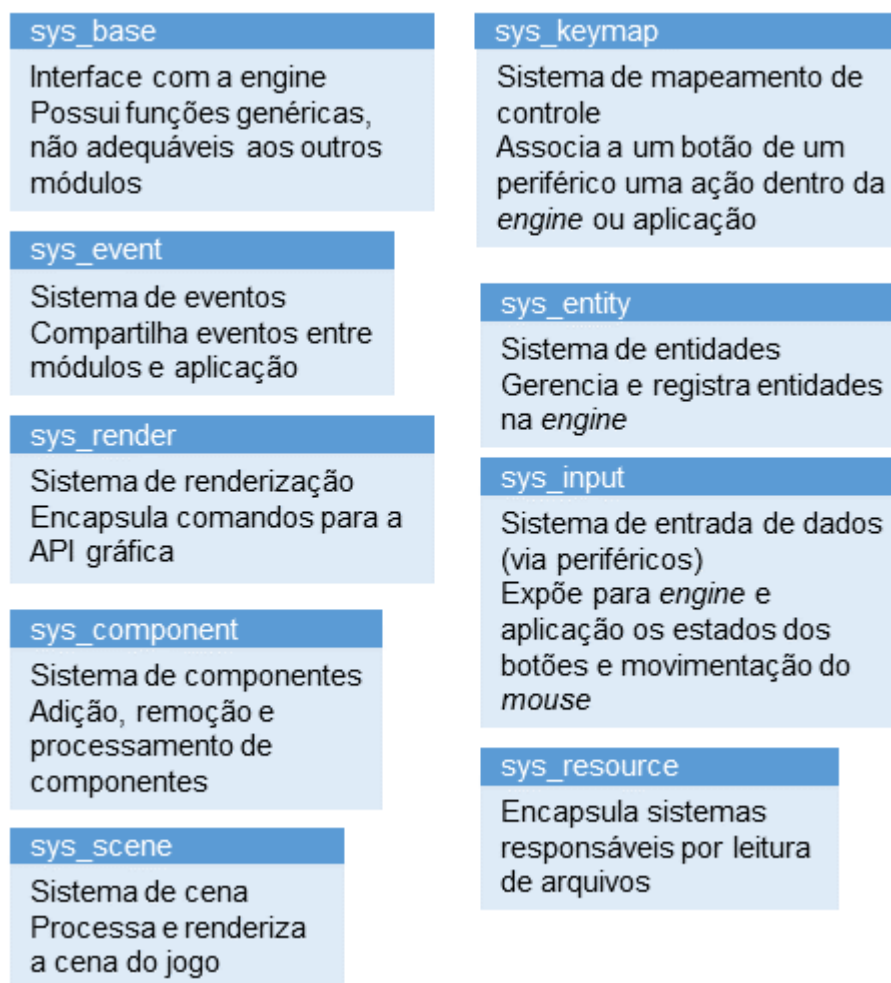 sys_base
Interface com a engine
Possui funções genéricas,
não adequáveis aos outros
módulos
sys_event
Sistema de eventos
Compartilha eventos entre
módulos e aplicação
sys_render
Sistema de renderização
Encapsula comandos para a
API gráfica
sys_component
Sistema de componentes
Adição, remoção e
processamento de
componentes
sys_scene
Sistema de cena
Processa e renderiza
a cena do jogo
sys_keymap
Sistema de mapeamento de
controle
Associa a um botão de um
periférico uma ação dentro da
engine ou aplicação
sys_entity
Sistema de entidades
Gerencia e registra entidades
na engine
sys_input
Sistema de entrada de dados
(via periféricos)
Expõe para engine e
aplicação os estados dos
botões e movimentação do
mouse
sys_resource
Encapsula sistemas
responsáveis por leitura
de arquivos